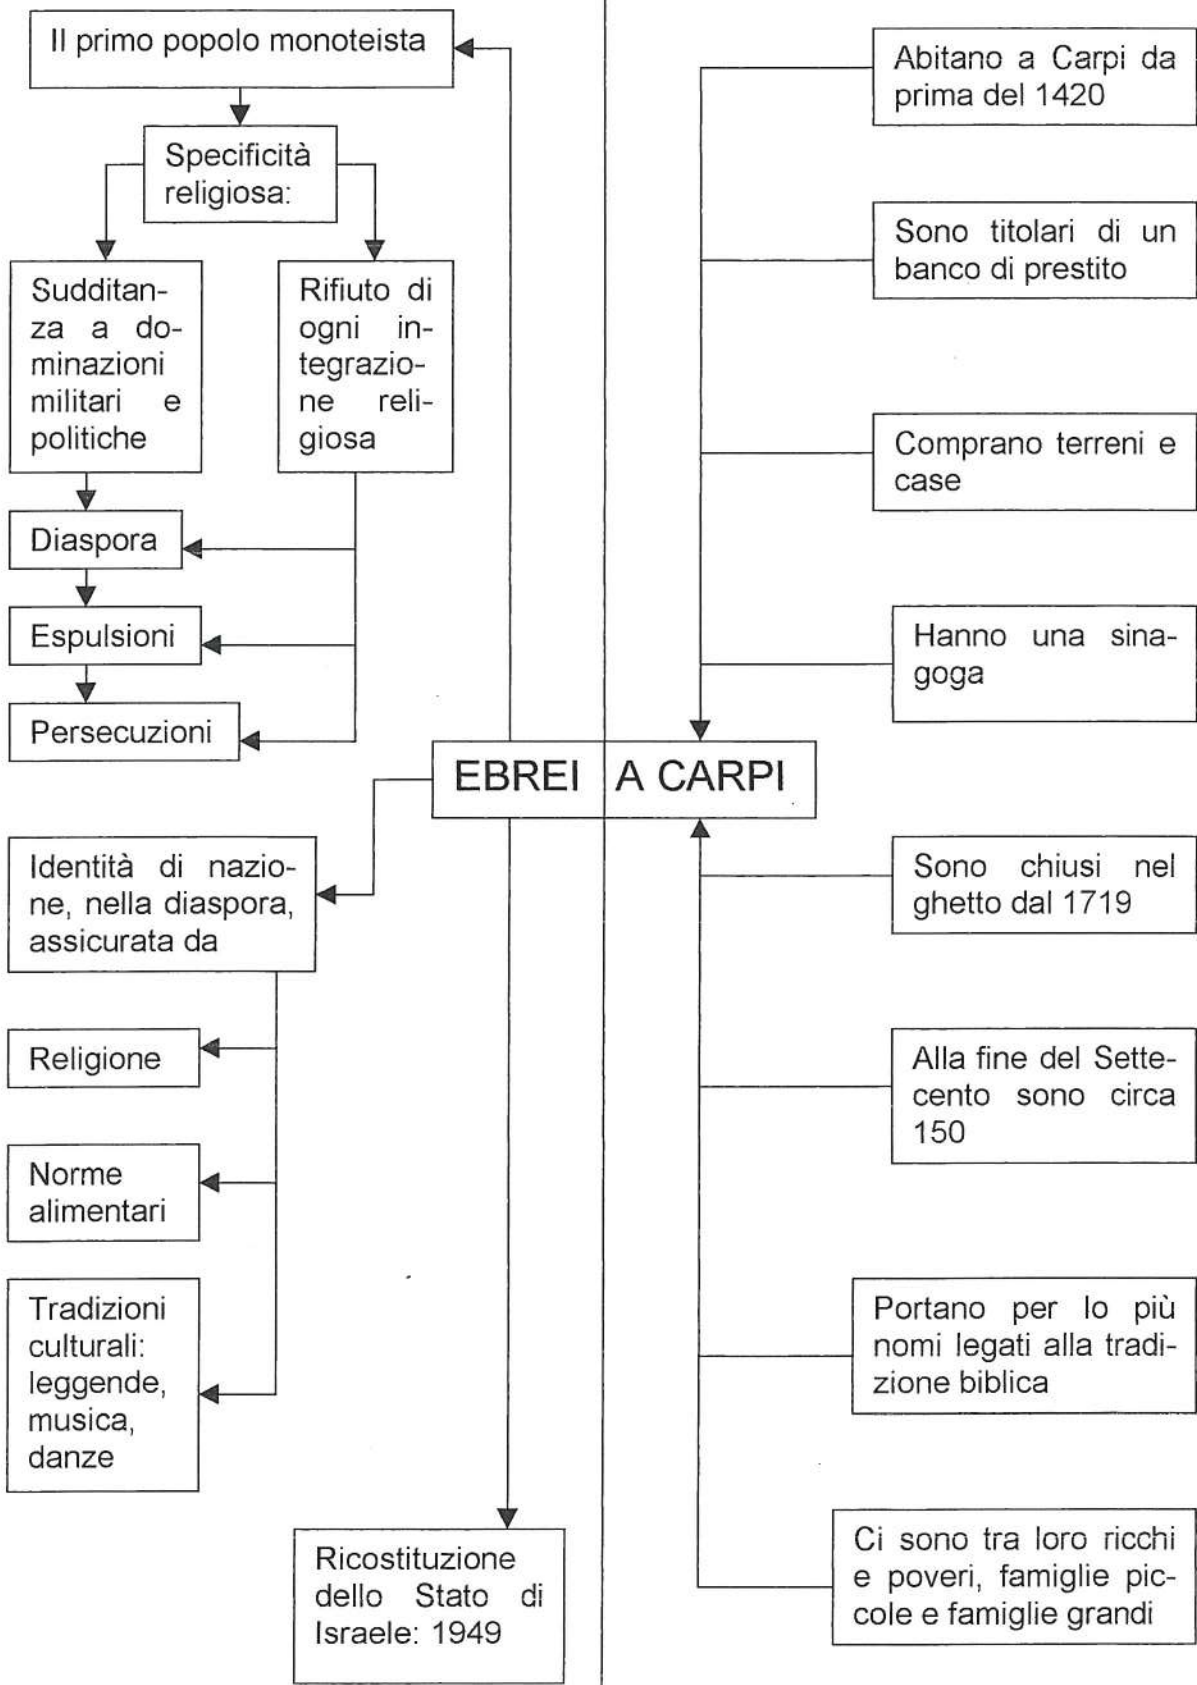 Il primo popolo monoteista
Specificità
religiosa:
Sudditan-
za a do-
minazioni
militari e
politiche
Rifiuto di
ogni in-
tegrazio-
ne reli-
giosa
Diaspora
Espulsioni
Persecuzioni
EBREI A CARPI
Identità di nazio-
ne, nella diaspora,
assicurata da
Religione
Norme
alimentari
Tradizioni
culturali:
leggende,
musica,
danze
Ricostituzione
dello Stato di
Israele: 1949
Abitano a Carpi da
prima del 1420
Sono titolari di un
banco di prestito
Comprano terreni e
case
Hanno una sina-
goga
Sono chiusi nel
ghetto dal 1719
Alla fine del Sette-
cento sono circa
150
Portano per lo più
nomi legati alla tradi-
zione biblica
Ci sono tra loro ricchi
e poveri, famiglie pic-
cole e famiglie grandi